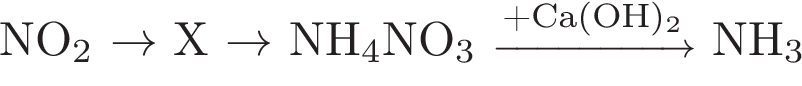 NO₂ → X → NH₄NO₃ +Ca(OH)₂ → NH₃